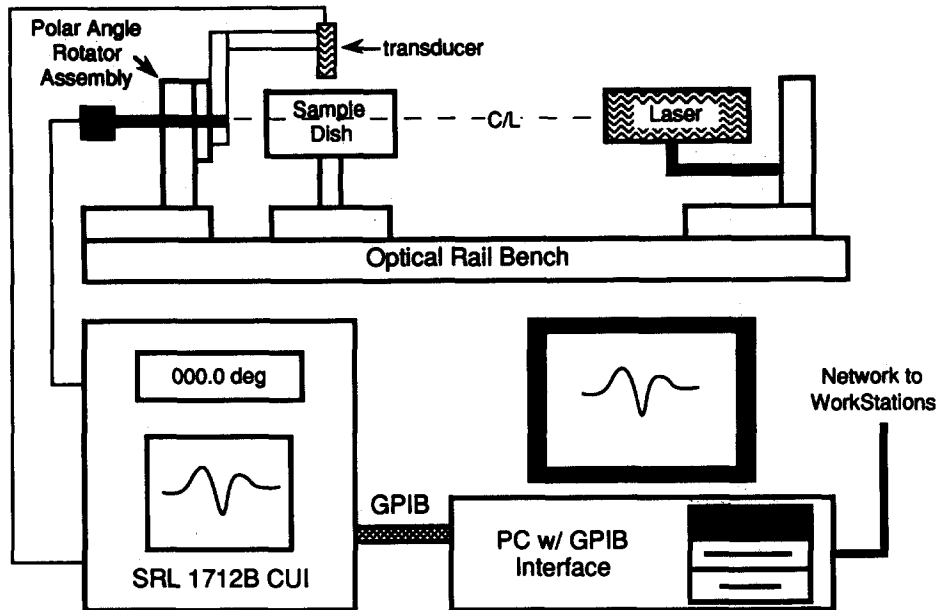 Polar Angle
Rotator
Assembly
transducer
Sample
Dish
C/L
Laser
Optical Rail Bench
000.0 deg
SRL 1712B CUI
GPIB
PC w/ GPIB
Interface
Network to
WorkStations